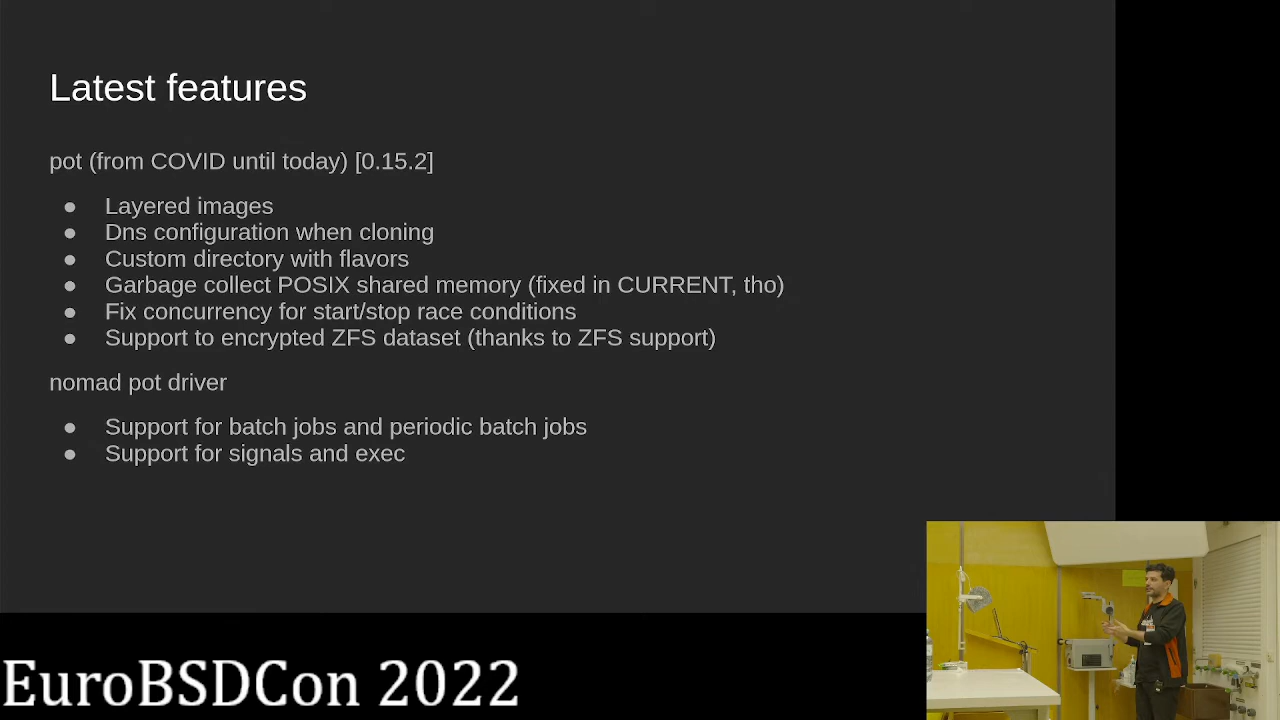 Latest features
pot (from COVID until today) [0.15.2]
● Layered images
● Dns configuration when cloning
● Custom directory with flavors
● Garbage collect POSIX shared memory (fixed in CURRENT, tho)
● Fix concurrency for start/stop race conditions
● Support to encrypted ZFS dataset (thanks to ZFS support)
nomad pot driver
● Support for batch jobs and periodic batch jobs
● Support for signals and exec
EuroBSDCon 2022